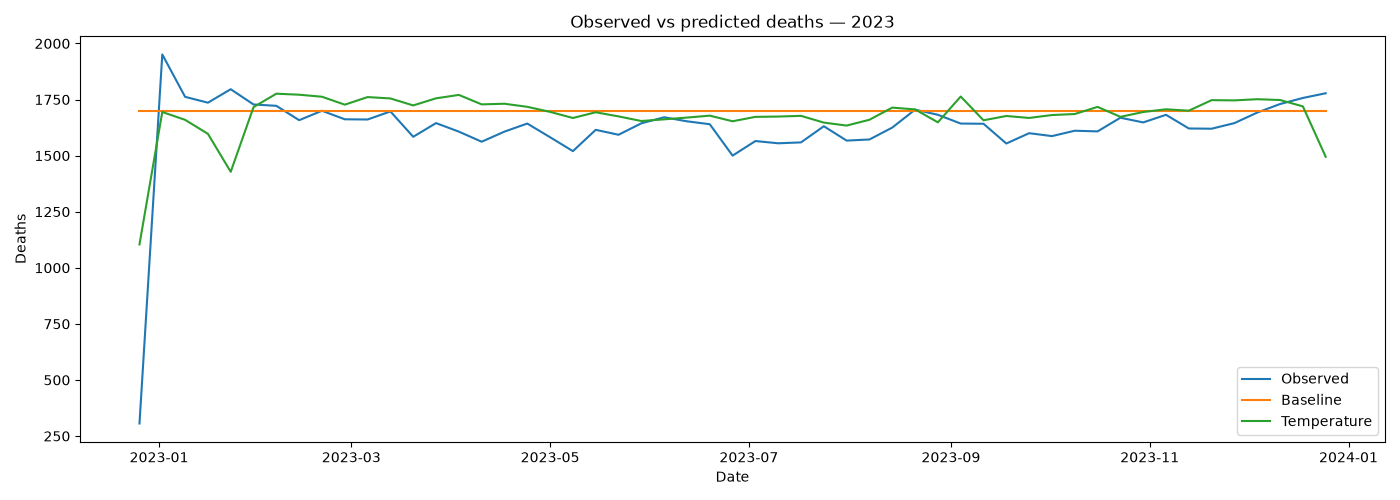 Observed vs predicted deaths — 2023
2000
1750
1500
1250
1000
750
500
250
Deaths
2023-01
2023-03
2023-05
2023-07
2023-09
2023-11
2024-01
Date
Observed
Baseline
Temperature